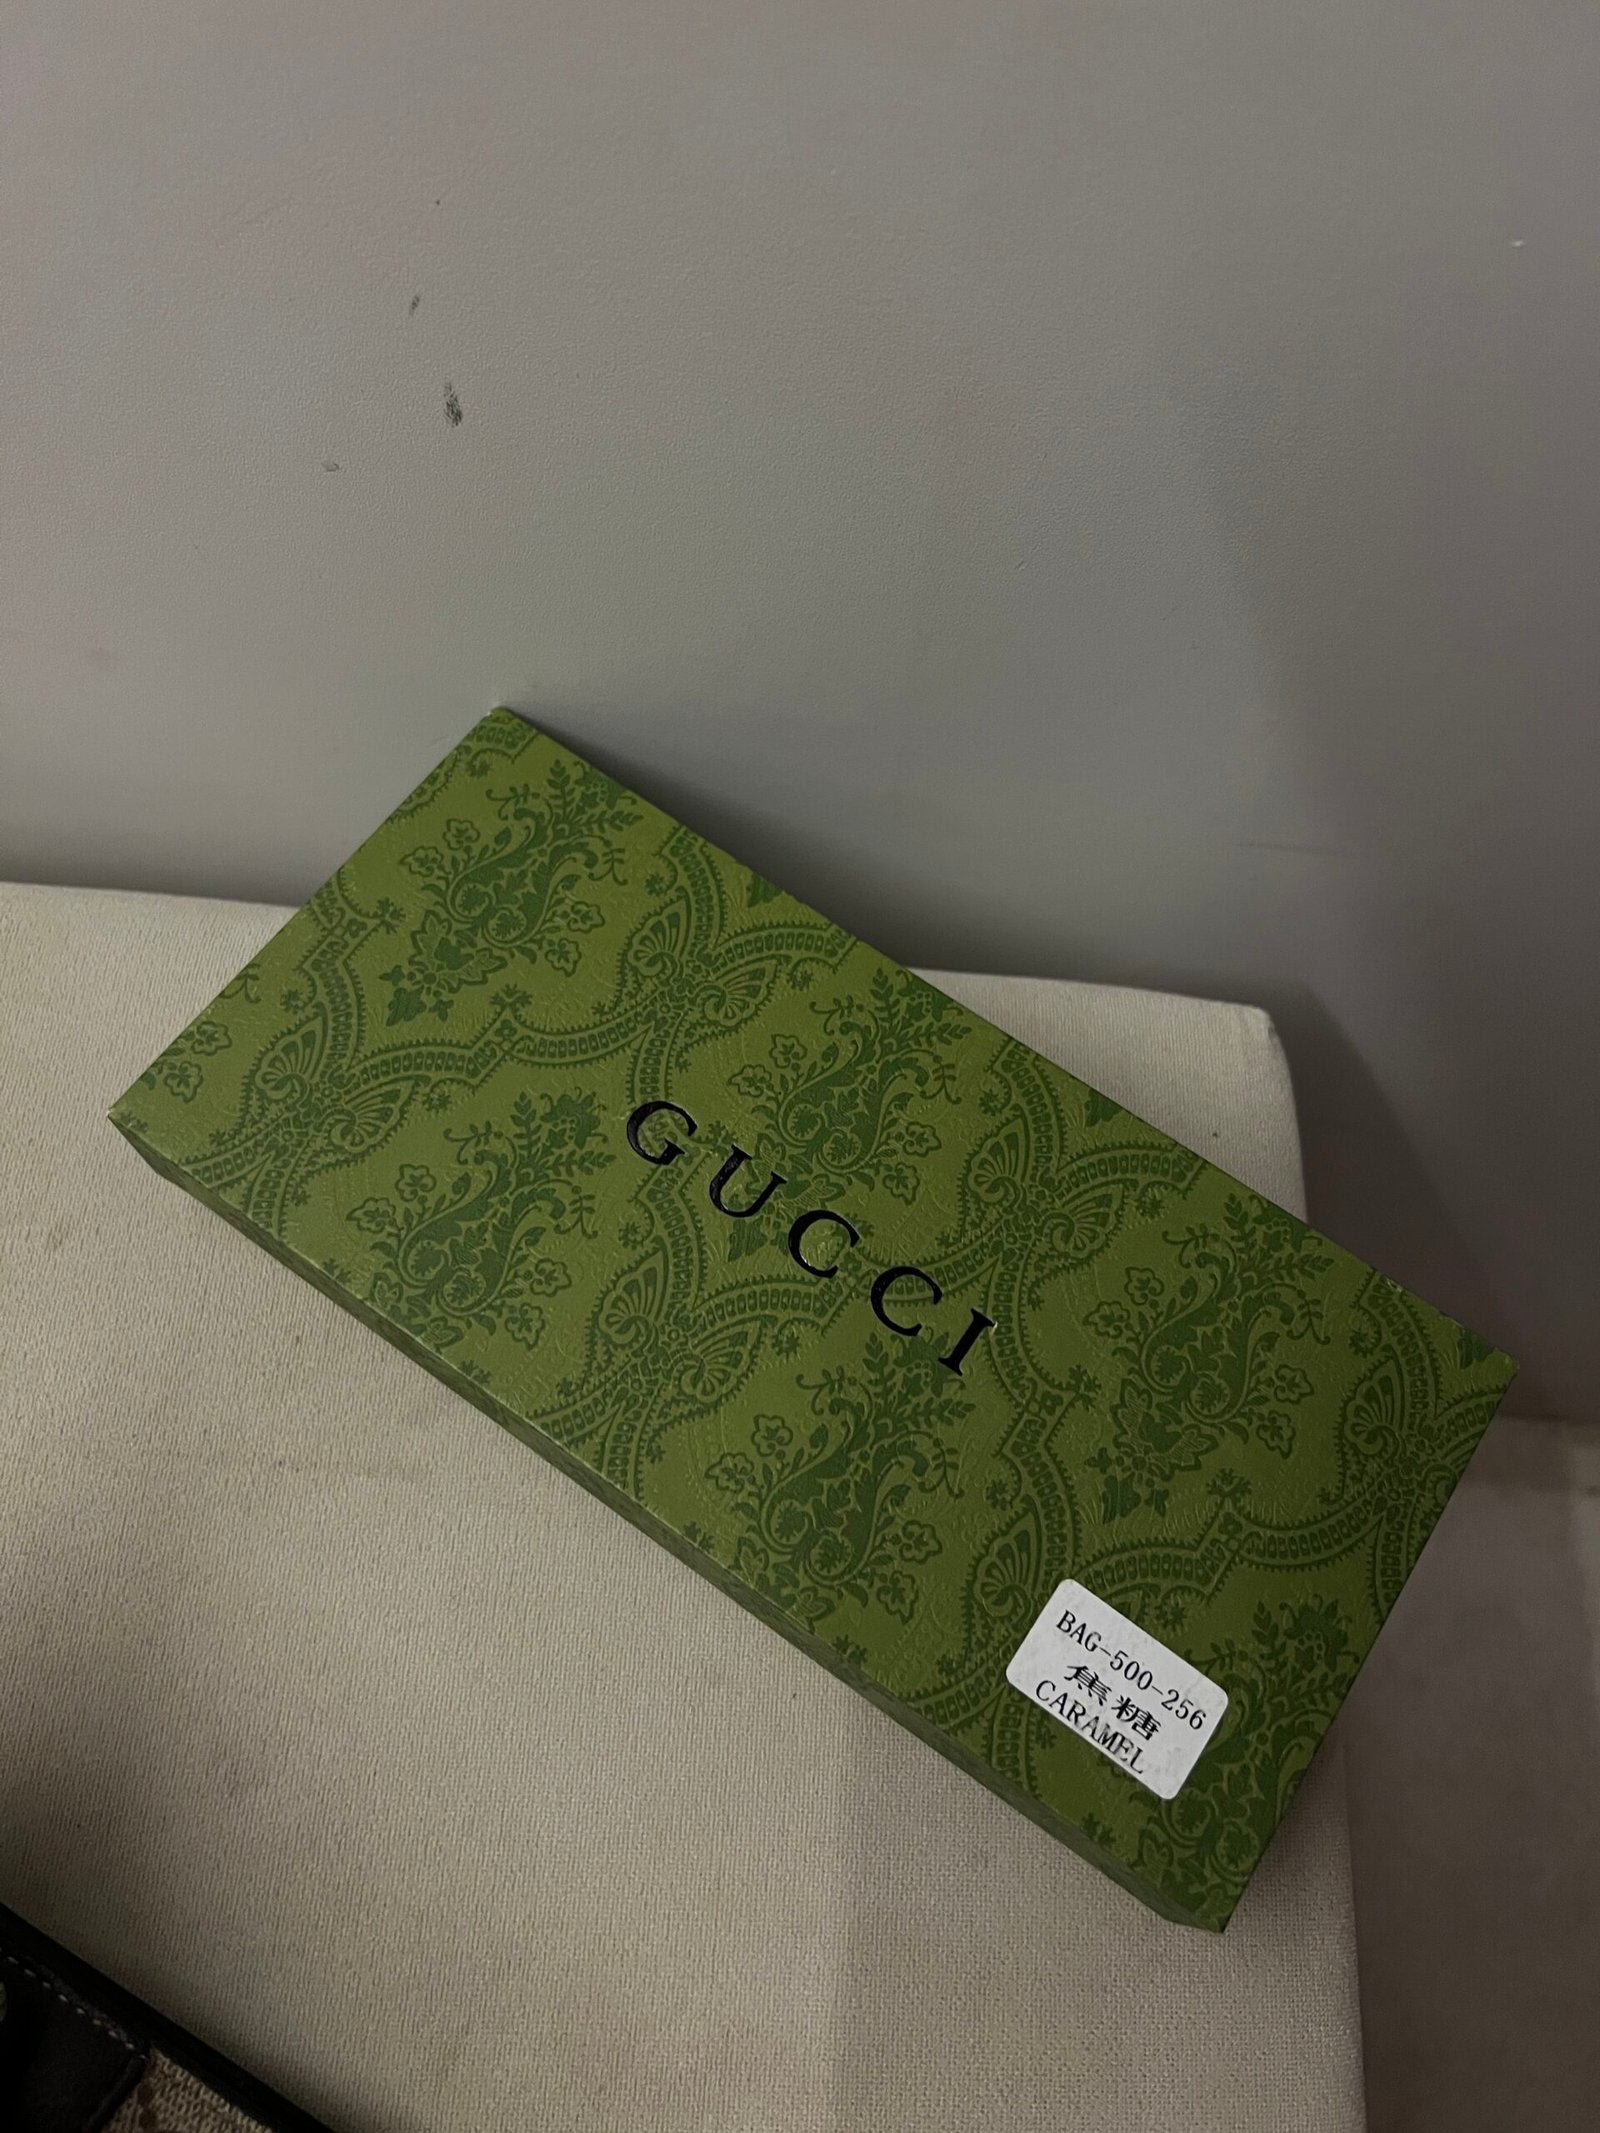 GUCCI
BAG-500-256
焦糖
CARAMEL